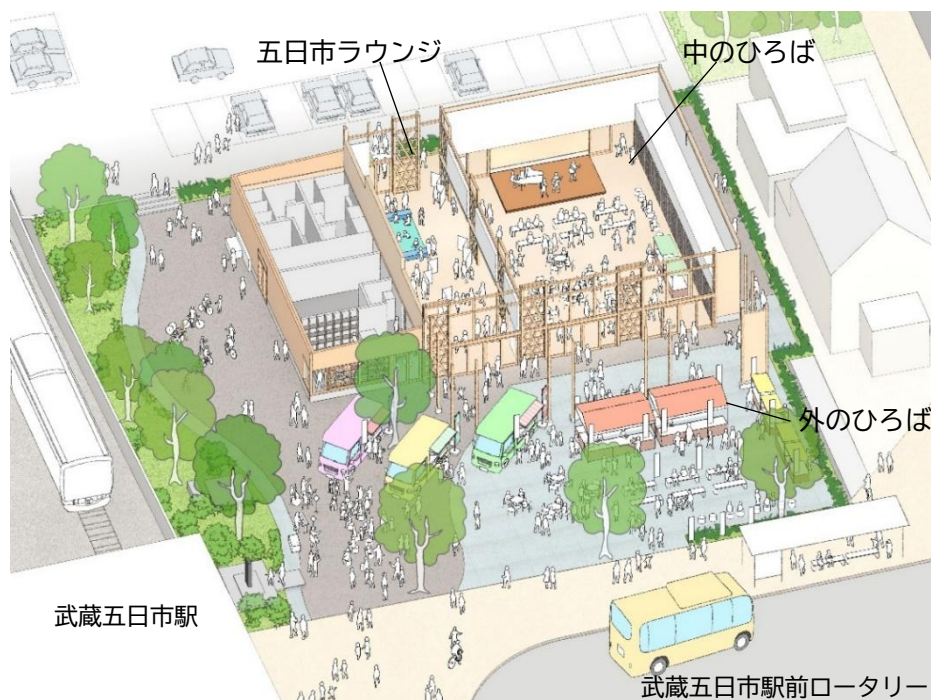 五日市ラウンジ
中のひろば
外のひろば
武蔵五日市駅
武蔵五日市駅前ロータリー